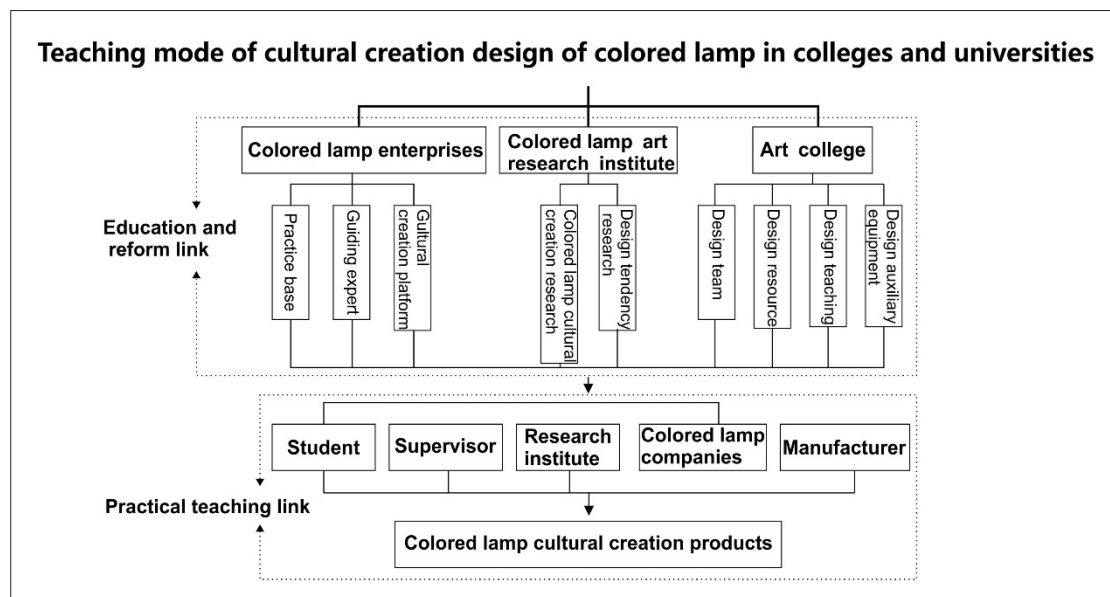 Teaching mode of cultural creation design of colored lamp in colleges and universities
Colored lamp enterprises
Colored lamp art
research institute
Art college
Education and
reform link
Practice base
Guiding expert
Gultural
creation platform
Colored lamp cultural
creation research
Design tendency
research
Design team
Design resource
Design teaching
Design auxiliary
equipment
Student
Supervisor
Research
institute
Colored lamp
companies
Manufacturer
Practical teaching link
Colored lamp cultural creation products